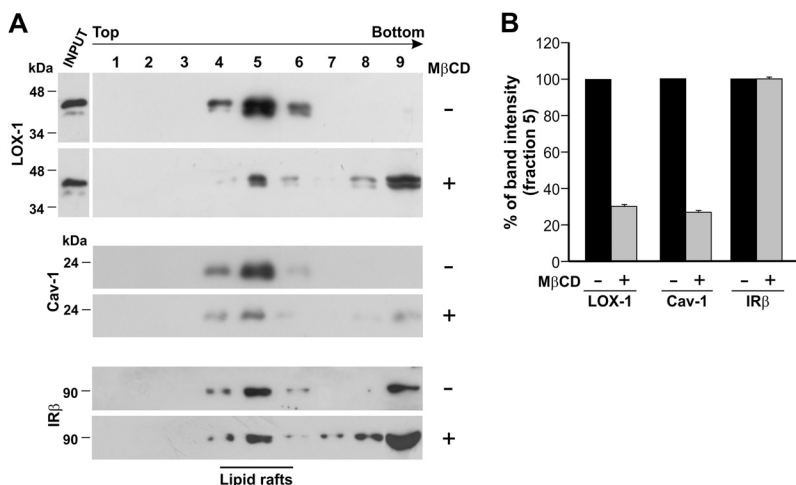 A
B
Top Bottom
INPUT
1 2 3 4 5 6 7 8 9
MβCD
kDa
48
34
–
LOX-1
48
34
+
kDa
24
–
Cav-1
24
+
90
–
IRβ
90
+
Lipid rafts
% of band intensity
(fraction 5)
120
100
80
60
40
20
0
MβCD – + – + – +
LOX-1 Cav-1 IRβ